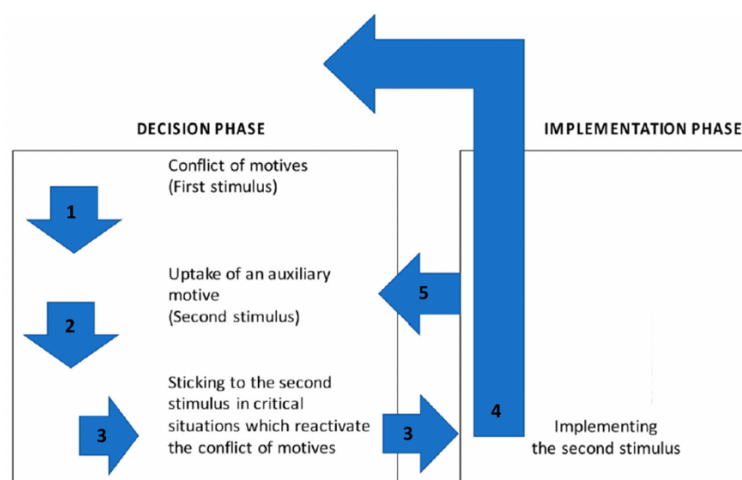 DECISION PHASE
IMPLEMENTATION PHASE
Conflict of motives
(First stimulus)
1
Uptake of an auxiliary
motive
(Second stimulus)
5
2
Sticking to the second
stimulus in critical
situations which reactivate
the conflict of motives
3
3
4
Implementing
the second stimulus